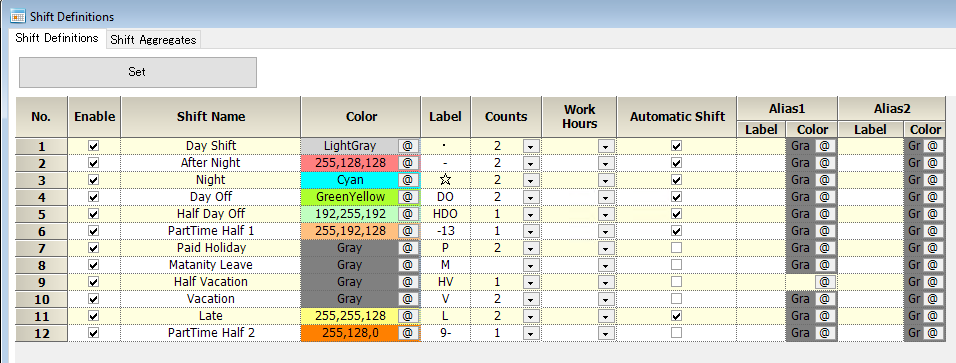 Shift Definitions
Shift Definitions Shift Aggregates
Set
No. Enable Shift Name Color Label Counts Work Hours Automatic Shift Alias1 Alias2
Label Color Label Color
1 Day Shift LightGray @ ・ 2 Gra @ Gr @
2 After Night 255,128,128 @ - 2 Gra @ Gr @
3 Night Cyan @ ☆ 2 Gra @ Gr @
4 Day Off GreenYellow @ DO 2 Gra @ Gr @
5 Half Day Off 192,255,192 @ HDO 1 Gra @ Gr @
6 PartTime Half 1 255,192,128 @ -13 1 Gra @ Gr @
7 Paid Holiday Gray @ P 2 Gra @ Gr @
8 Matanity Leave Gray @ M Gra @ Gr @
9 Half Vacation Gray @ HV 1 @ Gr @
10 Vacation Gray @ V 2 Gra @ Gr @
11 Late 255,255,128 @ L 2 Gra @ Gr @
12 PartTime Half 2 255,128,0 @ 9- 1 Gra @ Gr @